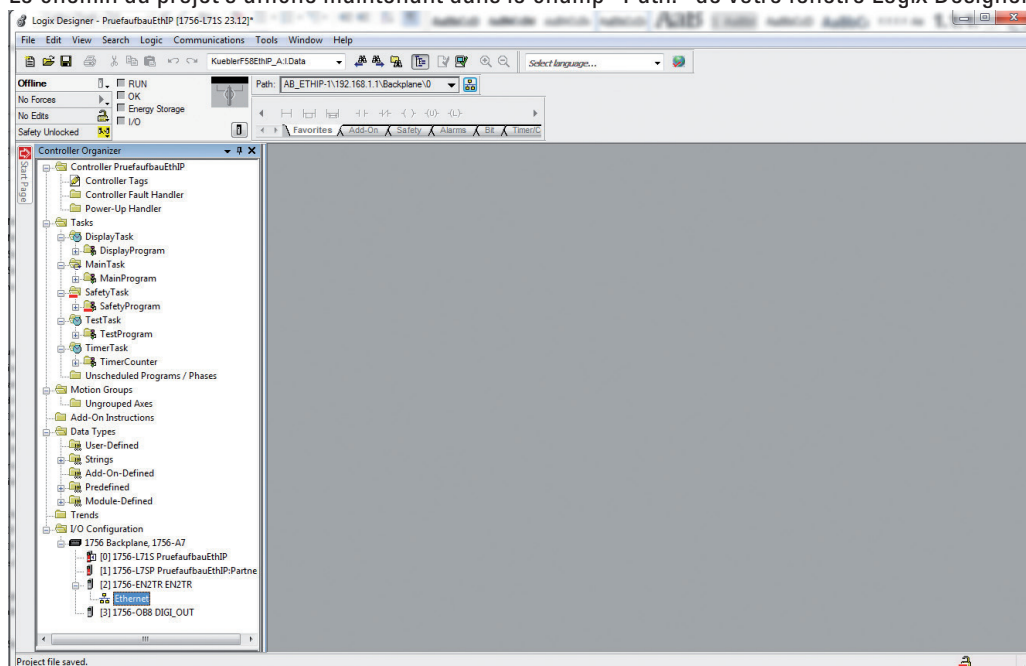 Le chemin du projet s'affiche maintenant dans le champ "Path:" de votre fenêtre Logix Designer
Logix Designer - PruefaufbauEthIP [1756-L71S 23.12]*
File Edit View Search Logic Communications Tools Window Help
KueblerF58EthIP_A:I.Data
Select language...
Offline
RUN
Path: AB_ETHIP-1\192.168.1.1\Backplane\0
No Forces
OK
Energy Storage
No Edits
I/O
Safety Unlocked
Favorites Add-On Safety Alarms Bit Timer/C
Start Page
Controller Organizer
Controller PruefaufbauEthIP
Controller Tags
Controller Fault Handler
Power-Up Handler
Tasks
DisplayTask
DisplayProgram
MainTask
MainProgram
SafetyTask
SafetyProgram
TestTask
TestProgram
TimerTask
TimerCounter
Unscheduled Programs / Phases
Motion Groups
Ungrouped Axes
Add-On Instructions
Data Types
User-Defined
Strings
Add-On-Defined
Predefined
Module-Defined
Trends
I/O Configuration
1756 Backplane, 1756-A7
[0] 1756-L71S PruefaufbauEthIP
[1] 1756-L7SP PruefaufbauEthIP:Partne
[2] 1756-EN2TR EN2TR
Ethernet
[3] 1756-OB8 DIGI_OUT
Project file saved.